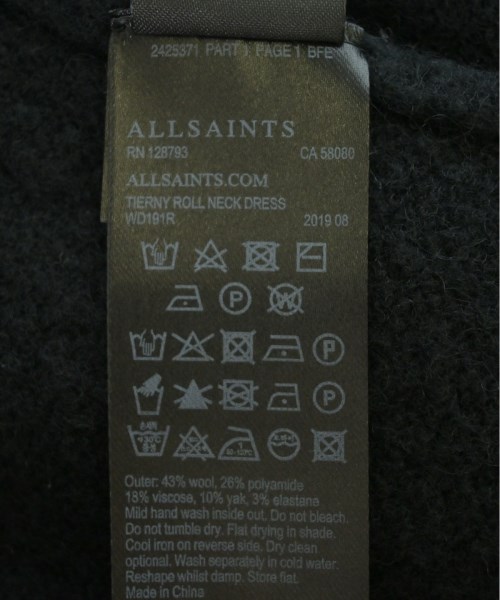 2425371 PART 1 PAGE 1 BFE
ALLSAINTS
RN 128793 CA 58080
ALLSAINTS.COM
TIERNY ROLL NECK DRESS
WD191R 2019 08
P W
P
P
Outer: 43% wool, 26% polyamide
18% viscose, 10% yak, 3% elastane
Mild hand wash inside out. Do not bleach.
Do not tumble dry. Flat drying in shade.
Cool iron on reverse side. Dry clean
optional. Wash separately in cold water.
Reshape whilst damp. Store flat.
Made in China